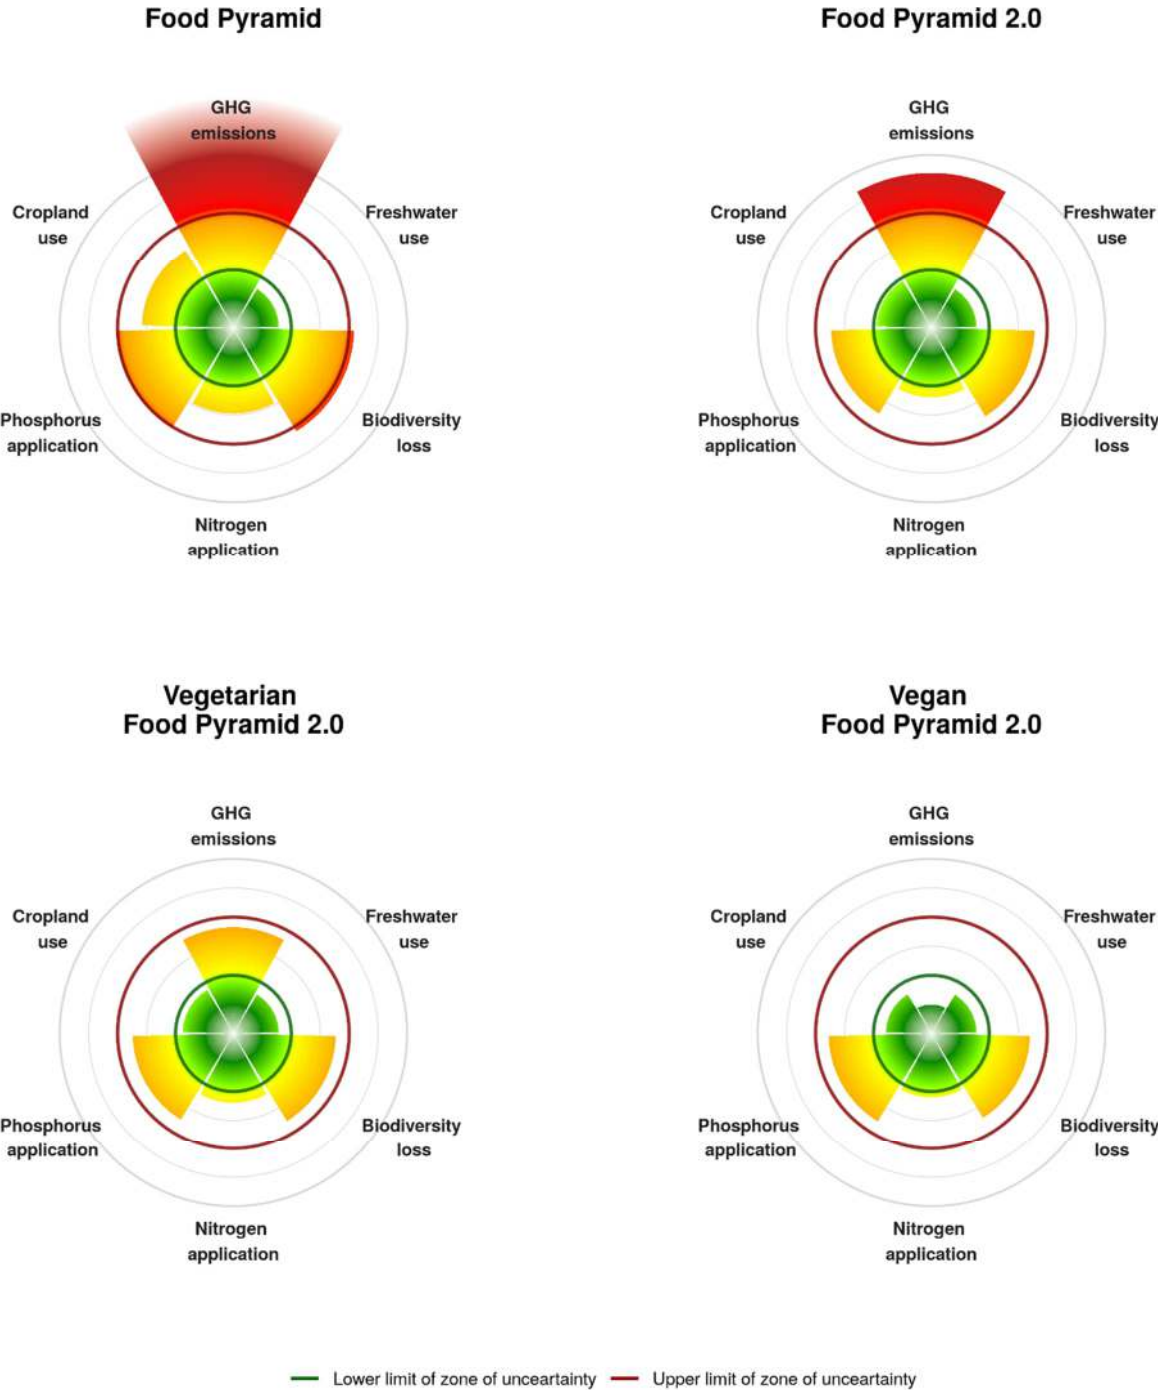 Food Pyramid
Food Pyramid 2.0
GHG
emissions
GHG
emissions
Cropland
use
Freshwater
use
Cropland
use
Freshwater
use
Phosphorus
application
Biodiversity
loss
Phosphorus
application
Biodiversity
loss
Nitrogen
application
Nitrogen
application
Vegetarian
Food Pyramid 2.0
Vegan
Food Pyramid 2.0
GHG
emissions
GHG
emissions
Cropland
use
Freshwater
use
Cropland
use
Freshwater
use
Phosphorus
application
Biodiversity
loss
Phosphorus
application
Biodiversity
loss
Nitrogen
application
Nitrogen
application
Lower limit of zone of unceartainty
Upper limit of zone of unceartainty